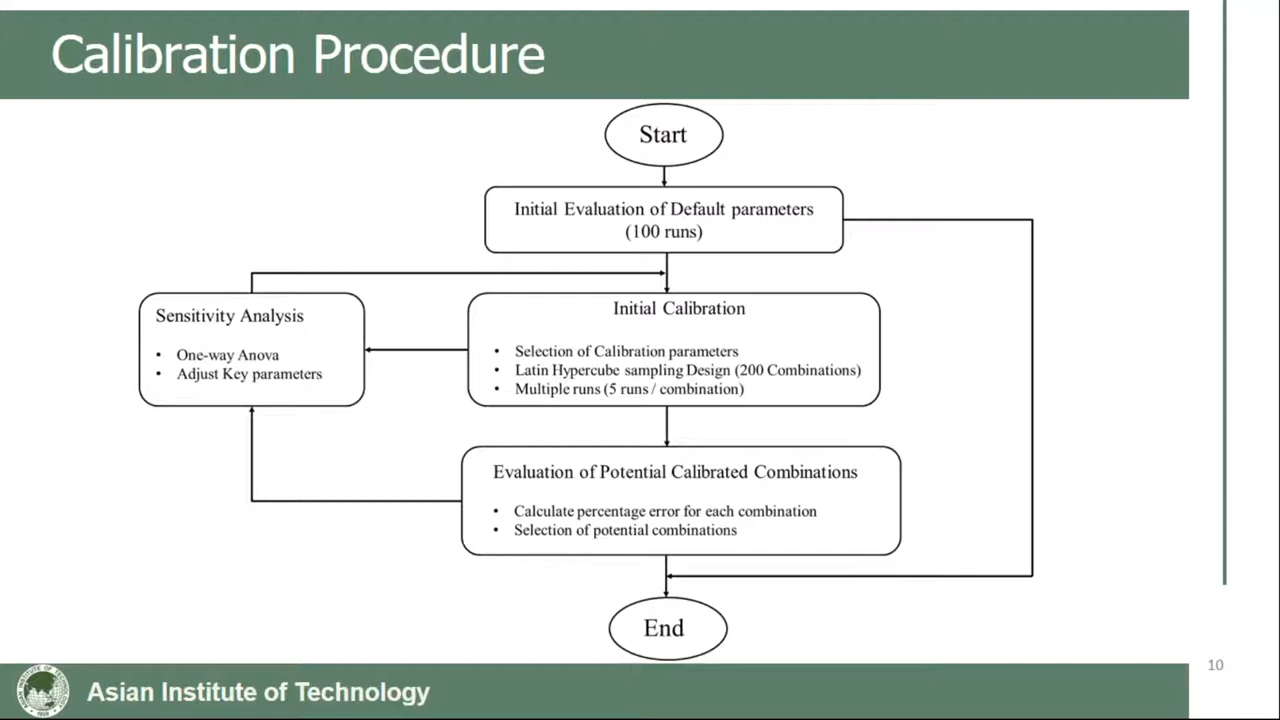 Calibration Procedure
Start
Initial Evaluation of Default parameters
(100 runs)
Sensitivity Analysis
• One-way Anova
• Adjust Key parameters
Initial Calibration
• Selection of Calibration parameters
• Latin Hypercube sampling Design (200 Combinations)
• Multiple runs (5 runs / combination)
Evaluation of Potential Calibrated Combinations
• Calculate percentage error for each combination
• Selection of potential combinations
End
10
Asian Institute of Technology